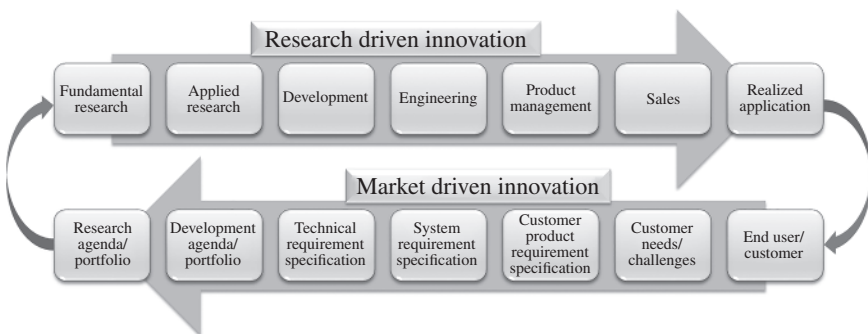 Research driven innovation
Fundamental
research
Applied
research
Development
Engineering
Product
management
Sales
Realized
application
Market driven innovation
Research
agenda/
portfolio
Development
agenda/
portfolio
Technical
requirement
specification
System
requirement
specification
Customer
product
requirement
specification
Customer
needs/
challenges
End user/
customer